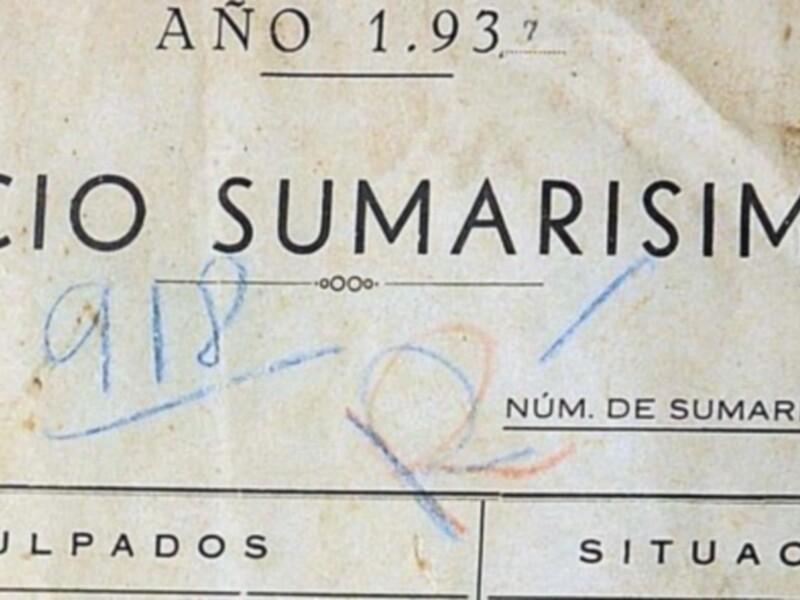 AÑO 1.937
CIO SUMARISIM
918
R
NÚM. DE SUMAR
ULPADOS
SITUAC